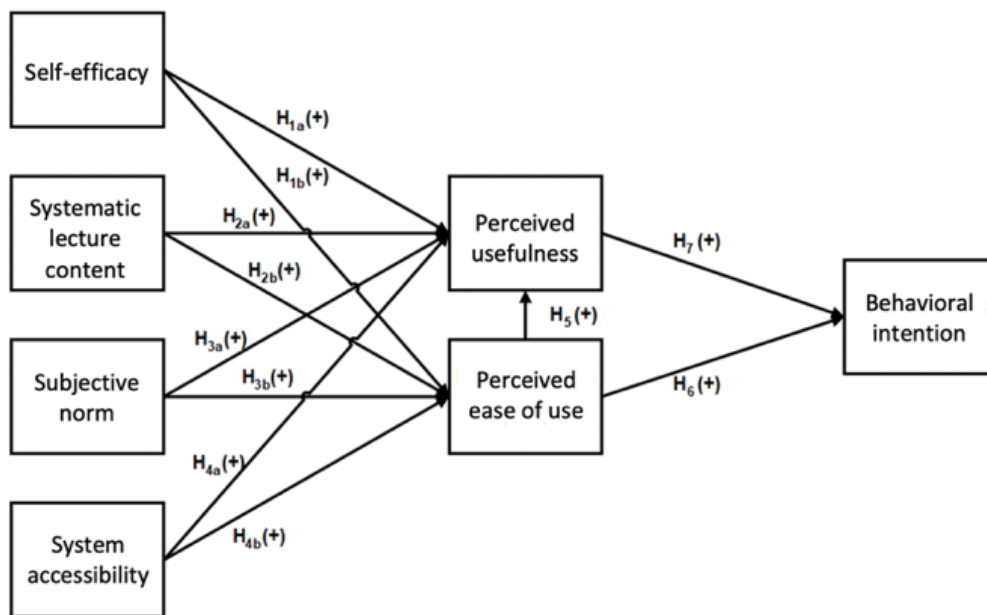 Self-efficacy
H1a(+)
H1b(+)
Systematic
lecture
content
H2a(+)
H2b(+)
Perceived
usefulness
H7(+)
H5(+)
Behavioral
intention
Subjective
norm
H3a(+)
H3b(+)
Perceived
ease of use
H6(+)
H4a(+)
H4b(+)
System
accessibility